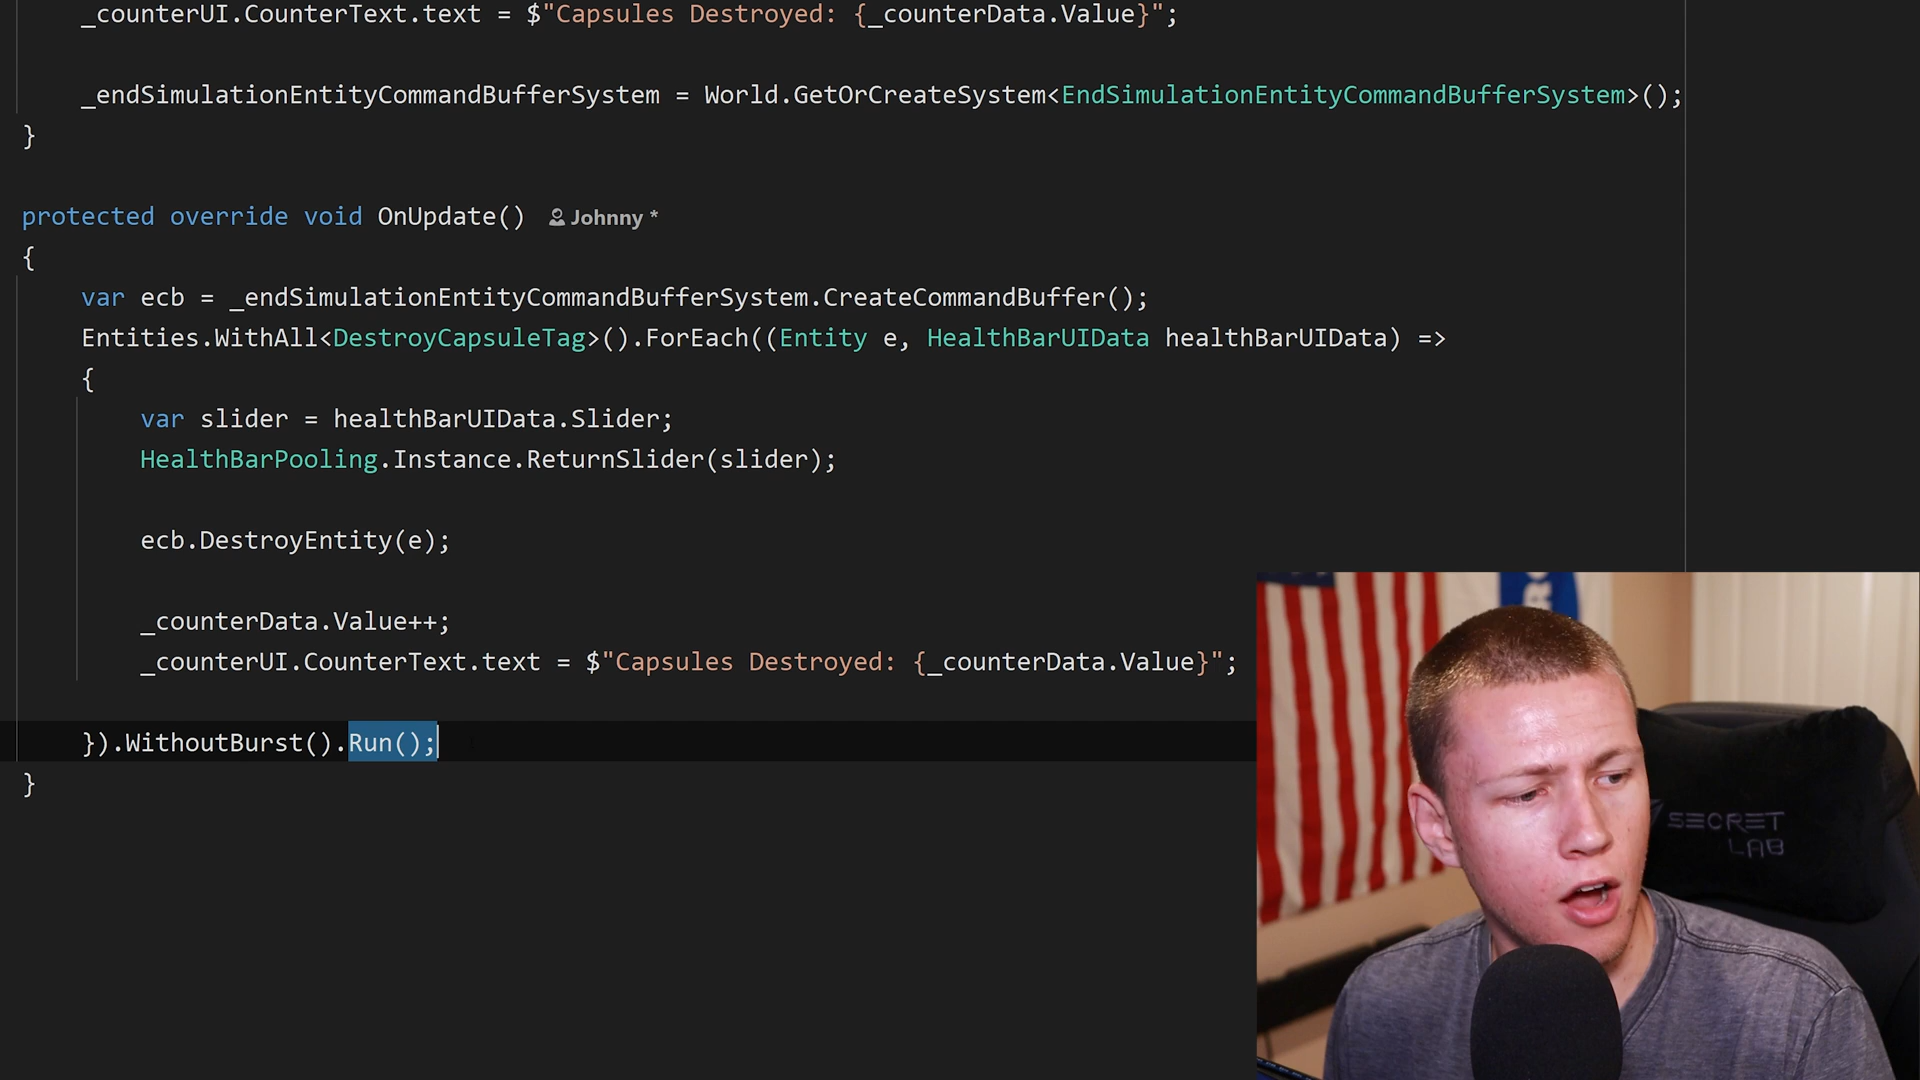 _counterUI.CounterText.text = $"Capsules Destroyed: {_counterData.Value}";
_endSimulationEntityCommandBufferSystem = World.GetOrCreateSystem<EndSimulationEntityCommandBufferSystem>();
}
protected override void OnUpdate() Johnny *
{
var ecb = _endSimulationEntityCommandBufferSystem.CreateCommandBuffer();
Entities.WithAll<DestroyCapsuleTag>().ForEach((Entity e, HealthBarUIData healthBarUIData) =>
{
var slider = healthBarUIData.Slider;
HealthBarPooling.Instance.ReturnSlider(slider);
ecb.DestroyEntity(e);
_counterData.Value++;
_counterUI.CounterText.text = $"Capsules Destroyed: {_counterData.Value}";
}).WithoutBurst().Run();
}
SECRET
LAB